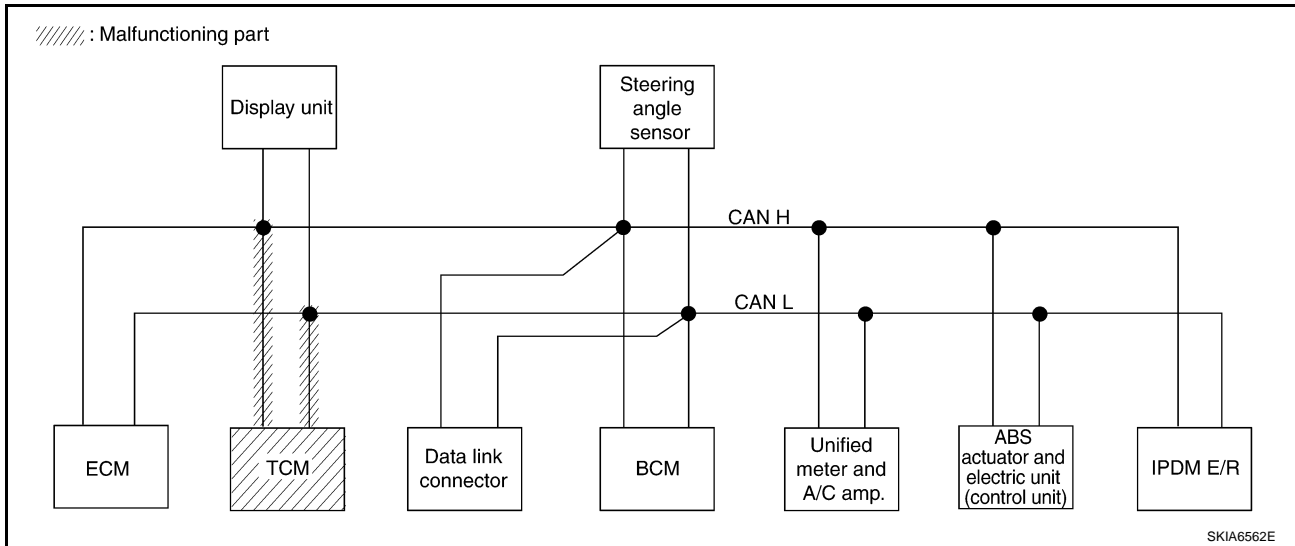 : Malfunctioning part
Display unit
Steering
angle
sensor
CAN H
CAN L
ECM
TCM
Data link
connector
BCM
Unified
meter and
A/C amp.
ABS
actuator and
electric unit
(control unit)
IPDM E/R
SKIA6562E